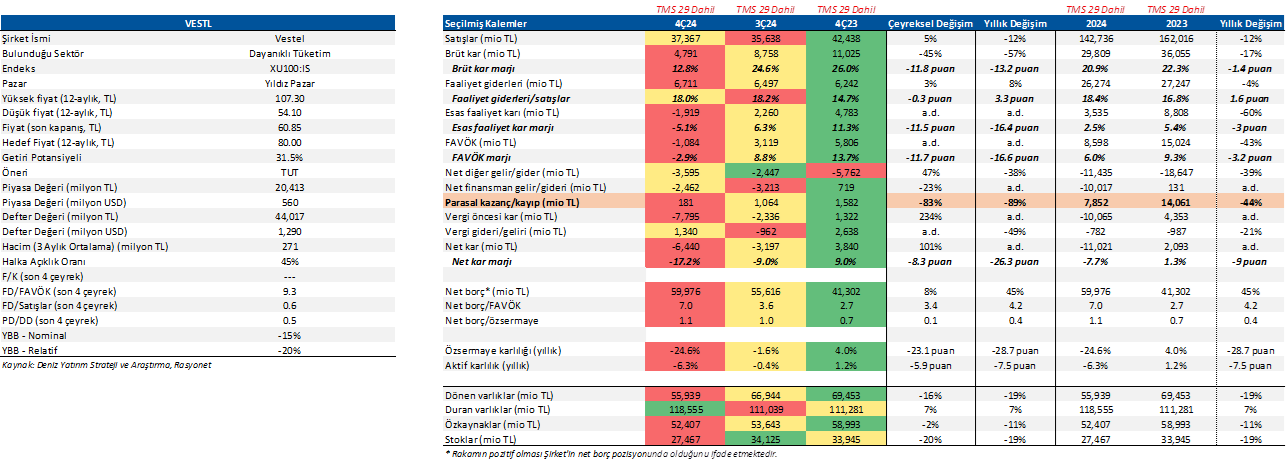 VESTL
Şirket İsmi Vestel
Bulunduğu Sektör Dayanıklı Tüketim
Endeks XU100:IS
Pazar Yıldız Pazar
Yüksek fiyat (12-aylık, TL) 107.30
Düşük fiyat (12-aylık, TL) 54.10
Fiyat (son kapanış, TL) 60.85
Hedef Fiyat (12-aylık, TL) 80.00
Getiri Potansiyeli 31.5%
Öneri TUT
Piyasa Değeri (milyon TL) 20,413
Piyasa Değeri (milyon USD) 560
Defter Değeri (milyon TL) 44,017
Defter Değeri (milyon USD) 1,290
Hacim (3 Aylık Ortalama) (milyon TL) 271
Halka Açıklık Oranı 45%
F/K (son 4 çeyrek) ---
FD/FAVÖK (son 4 çeyrek) 9.3
FD/Satışlar (son 4 çeyrek) 0.6
PD/DD (son 4 çeyrek) 0.5
YBB - Nominal -15%
YBB - Relatif -20%
Kaynak: Deniz Yatırım Strateji ve Araştırma, Rasyonet
TMS 29 Dahil TMS 29 Dahil TMS 29 Dahil TMS 29 Dahil TMS 29 Dahil
Seçilmiş Kalemler 4Ç24 3Ç24 4Ç23 Çeyreksel Değişim Yıllık Değişim 2024 2023 Yıllık Değişim
Satışlar (mio TL) 37,367 35,638 42,438 5% -12% 142,736 162,016 -12%
Brüt kar (mio TL) 4,791 8,758 11,025 -45% -57% 29,809 36,055 -17%
Brüt kar marjı 12.8% 24.6% 26.0% -11.8 puan -13.2 puan 20.9% 22.3% -1.4 puan
Faaliyet giderleri (mio TL) 6,711 6,497 6,242 3% 8% 26,274 27,247 -4%
Faaliyet giderleri/satışlar 18.0% 18.2% 14.7% -0.3 puan 3.3 puan 18.4% 16.8% 1.6 puan
Esas faaliyet karı (mio TL) -1,919 2,260 4,783 a.d. a.d. 3,535 8,808 -60%
Esas faaliyet kar marjı -5.1% 6.3% 11.3% -11.5 puan -16.4 puan 2.5% 5.4% -3 puan
FAVÖK (mio TL) -1,084 3,119 5,806 a.d. a.d. 8,598 15,024 -43%
FAVÖK marjı -2.9% 8.8% 13.7% -11.7 puan -16.6 puan 6.0% 9.3% -3.2 puan
Net diğer gelir/gider (mio TL) -3,595 -2,447 -5,762 47% -38% -11,435 -18,647 -39%
Net finansman gelir/gideri (mio TL) -2,462 -3,213 719 -23% a.d. -10,017 131 a.d.
Parasal kazanç/kayıp (mio TL) 181 1,064 1,582 -83% -89% 7,852 14,061 -44%
Vergi öncesi kar (mio TL) -7,795 -2,336 1,322 234% a.d. -10,065 4,353 a.d.
Vergi gideri/geliri (mio TL) 1,340 -962 2,638 a.d. -49% -782 -987 -21%
Net kar (mio TL) -6,440 -3,197 3,840 101% a.d. -11,021 2,093 a.d.
Net kar marjı -17.2% -9.0% 9.0% -8.3 puan -26.3 puan -7.7% 1.3% -9 puan
Net borç* (mio TL) 59,976 55,616 41,302 8% 45% 59,976 41,302 45%
Net borç/FAVÖK 7.0 3.6 2.7 3.4 4.2 7.0 2.7 4.2
Net borç/özsermaye 1.1 1.0 0.7 0.1 0.4 1.1 0.7 0.4
Özsermaye karlılığı (yıllık) -24.6% -1.6% 4.0% -23.1 puan -28.7 puan -24.6% 4.0% -28.7 puan
Aktif karlılık (yıllık) -6.3% -0.4% 1.2% -5.9 puan -7.5 puan -6.3% 1.2% -7.5 puan
Dönen varlıklar (mio TL) 55,939 66,944 69,453 -16% -19% 55,939 69,453 -19%
Duran varlıklar (mio TL) 118,555 111,039 111,281 7% 7% 118,555 111,281 7%
Özkaynaklar (mio TL) 52,407 53,643 58,993 -2% -11% 52,407 58,993 -11%
Stoklar (mio TL) 27,467 34,125 33,945 -20% -19% 27,467 33,945 -19%
* Rakamın pozitif olması Şirket'in net borç pozisyonunda olduğunu ifade etmektedir.